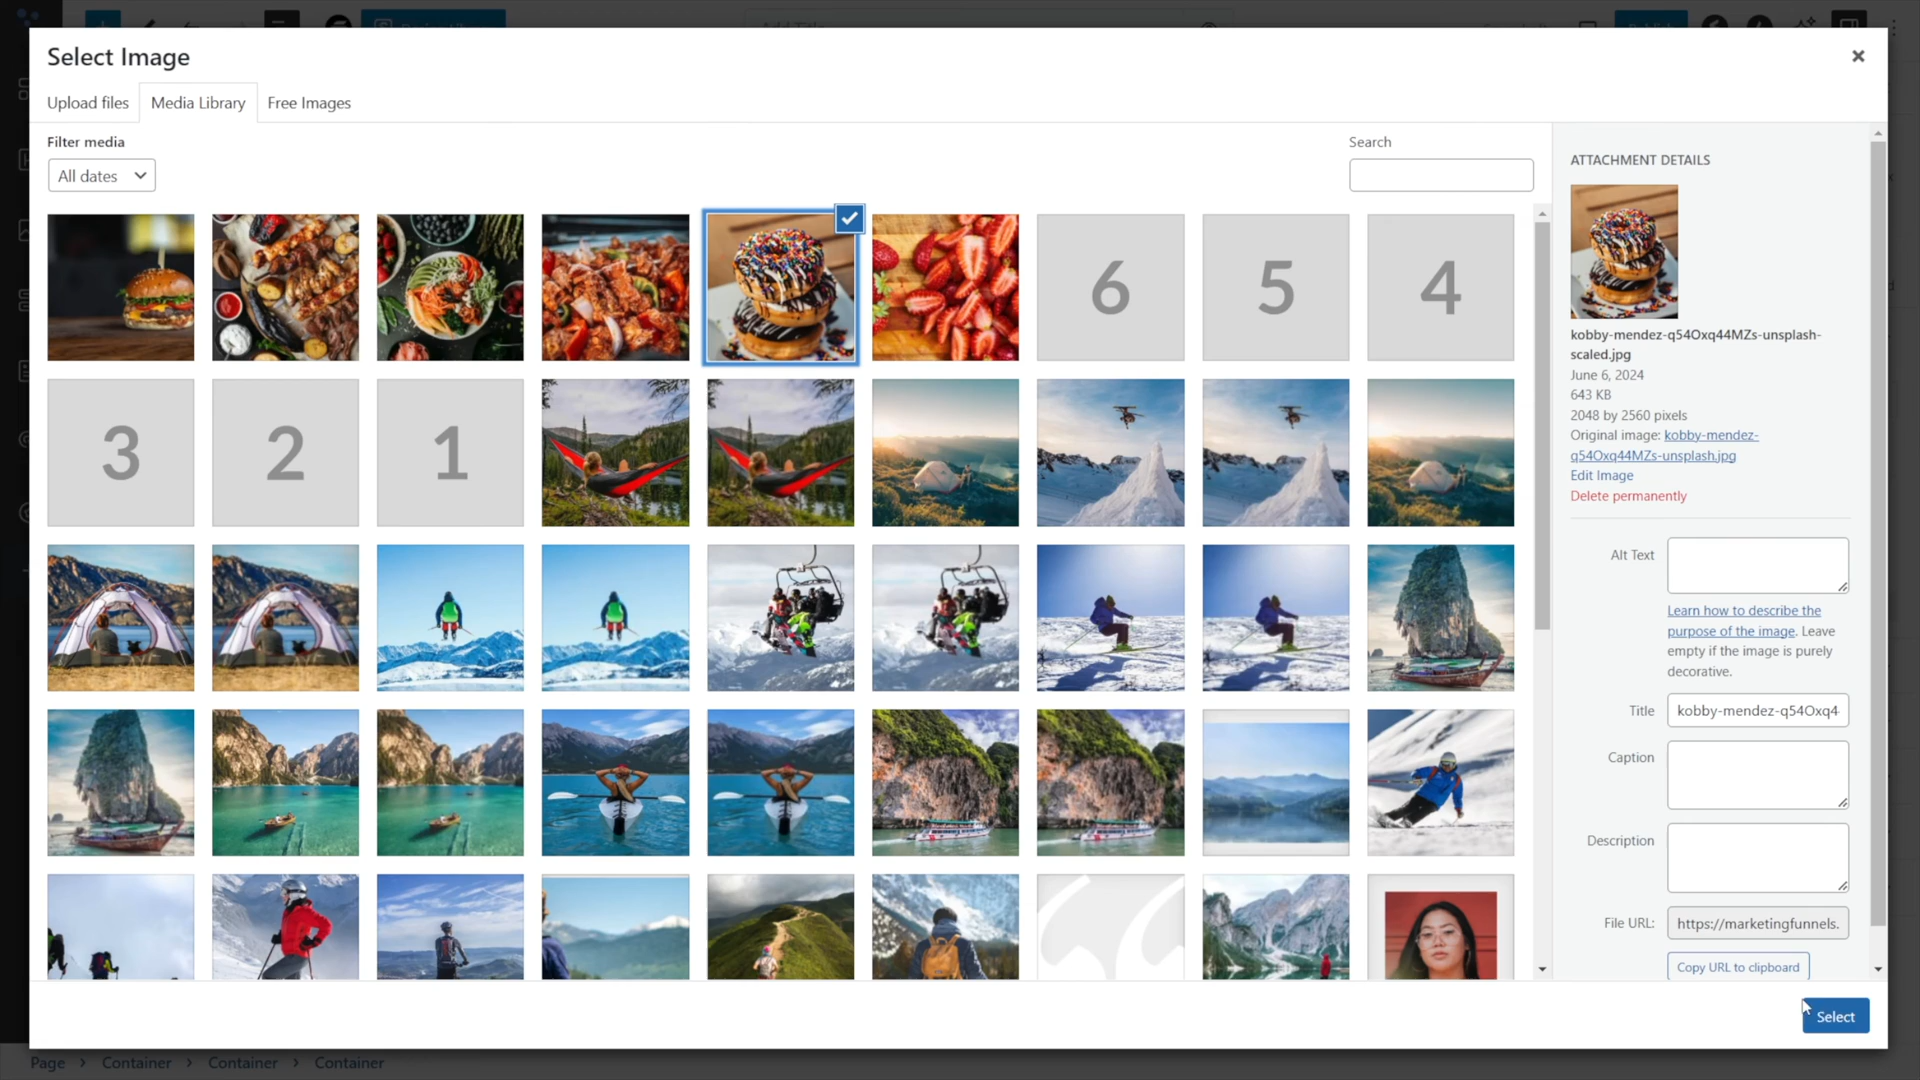 Select Image
Upload files
Media Library
Free Images
Filter media
All dates
Search
6
5
4
3
2
1
ATTACHMENT DETAILS
kobby-mendez-q54Oxq44MZs-unsplash-
scaled.jpg
June 6, 2024
643 KB
2048 by 2560 pixels
Original image: kobby-mendez-
q54Oxq44MZs-unsplash.jpg
Edit Image
Delete permanently
Alt Text
Learn how to describe the
purpose of the image. Leave
empty if the image is purely
decorative.
Title
kobby-mendez-q54Oxq4
Caption
Description
File URL:
https://marketingfunnels.
Copy URL to clipboard
Select
Page > Container > Container > Container